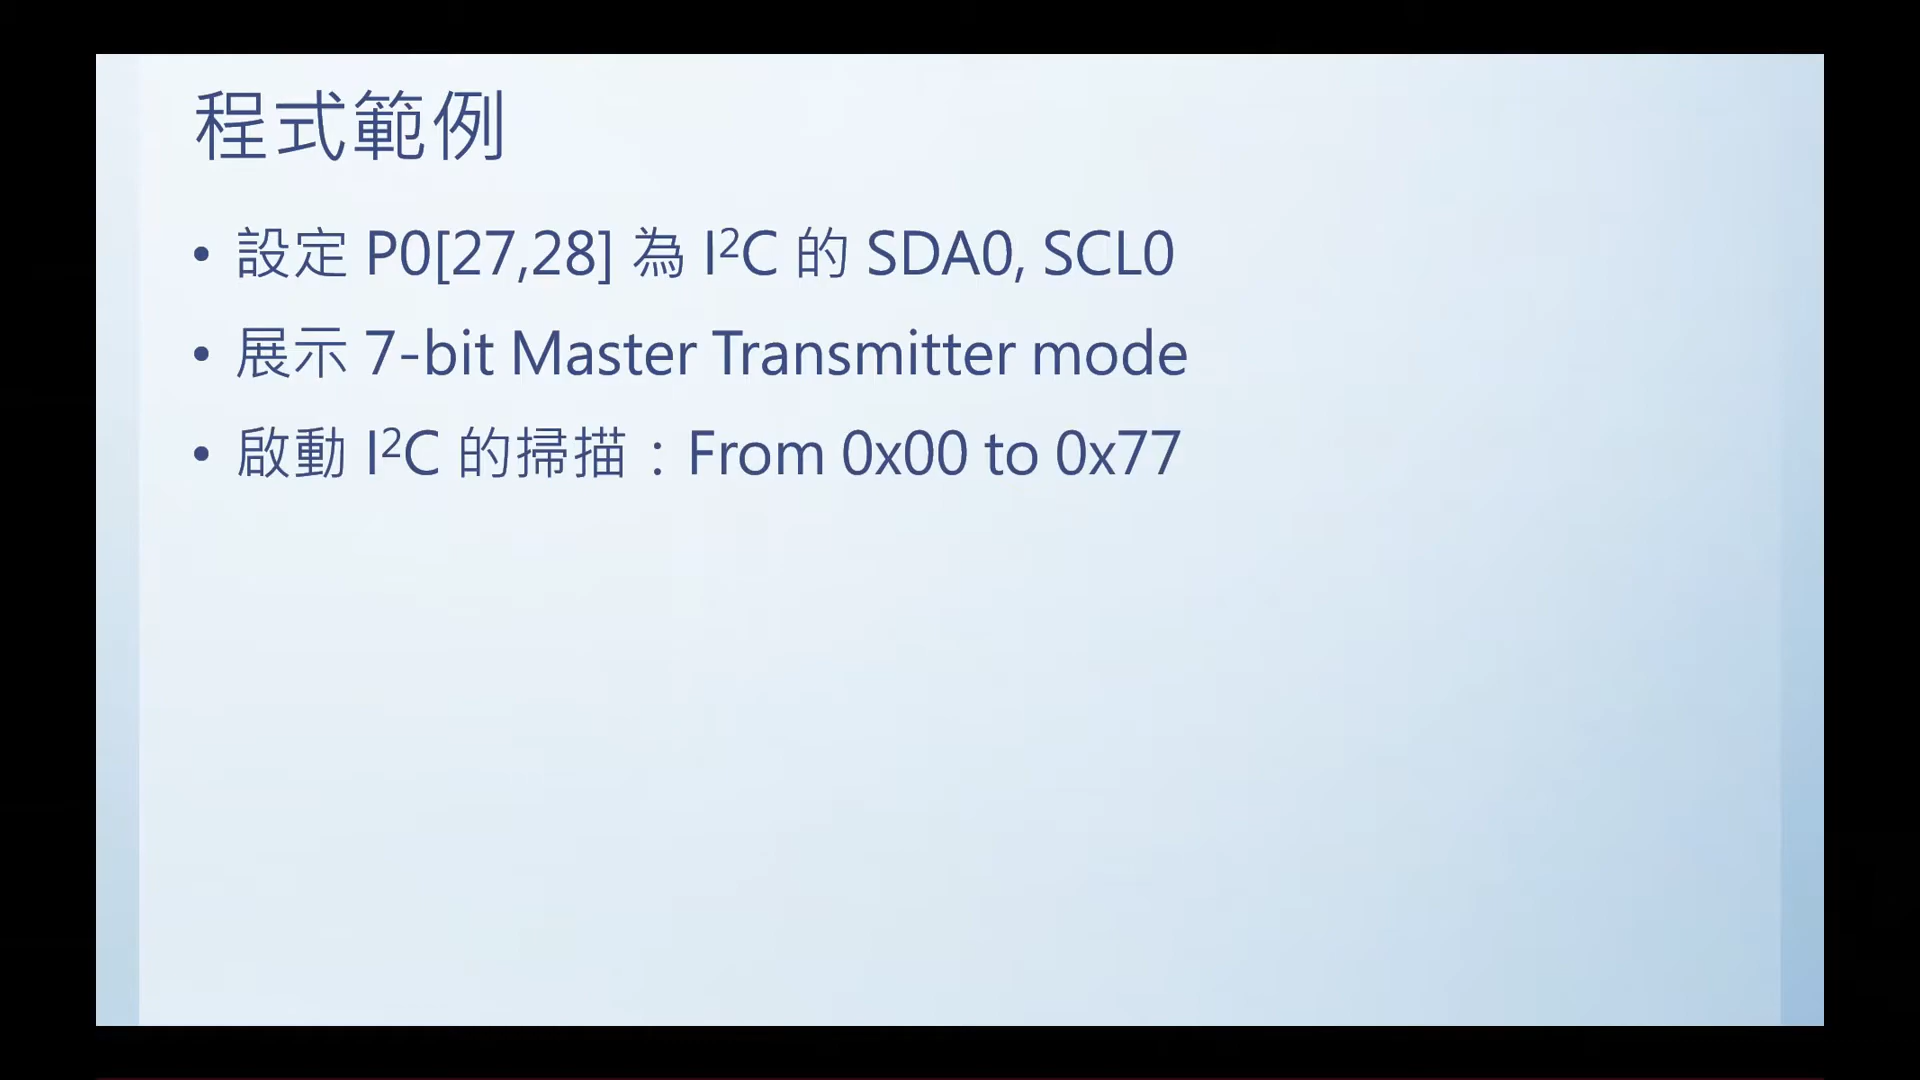 程式範例
• 設定 P0[27,28] 為 I²C 的 SDA0, SCL0
• 展示 7-bit Master Transmitter mode
• 啟動 I²C 的掃描：From 0x00 to 0x77